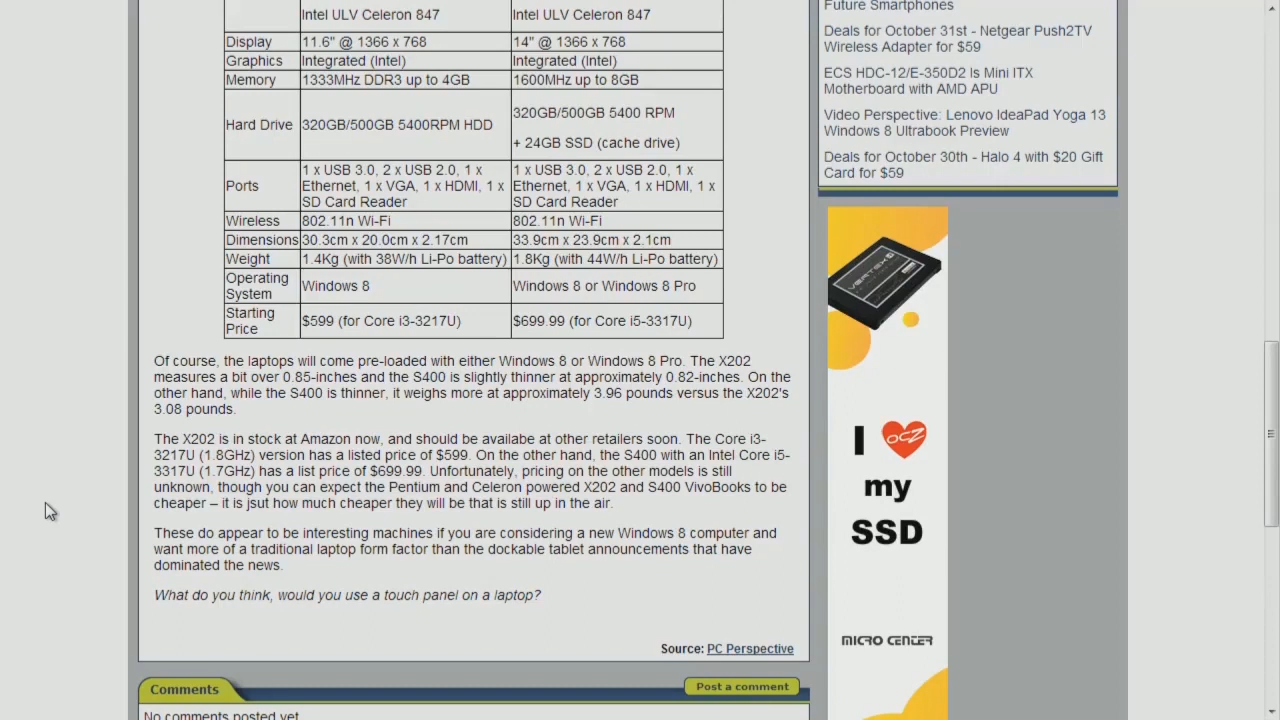 Intel ULV Celeron 847
Intel ULV Celeron 847
Display
11.6" @ 1366 x 768
14" @ 1366 x 768
Graphics
Integrated (Intel)
Integrated (Intel)
Memory
1333MHz DDR3 up to 4GB
1600MHz up to 8GB
Hard Drive
320GB/500GB 5400RPM HDD
320GB/500GB 5400 RPM
+ 24GB SSD (cache drive)
Ports
1 x USB 3.0, 2 x USB 2.0, 1 x
Ethernet, 1 x VGA, 1 x HDMI, 1 x
SD Card Reader
1 x USB 3.0, 2 x USB 2.0, 1 x
Ethernet, 1 x VGA, 1 x HDMI, 1 x
SD Card Reader
Wireless
802.11n Wi-Fi
802.11n Wi-Fi
Dimensions
30.3cm x 20.0cm x 2.17cm
33.9cm x 23.9cm x 2.1cm
Weight
1.4Kg (with 38W/h Li-Po battery)
1.8Kg (with 44W/h Li-Po battery)
Operating
System
Windows 8
Windows 8 or Windows 8 Pro
Starting
Price
$599 (for Core i3-3217U)
$699.99 (for Core i5-3317U)
Of course, the laptops will come pre-loaded with either Windows 8 or Windows 8 Pro. The X202
measures a bit over 0.85-inches and the S400 is slightly thinner at approximately 0.82-inches. On the
other hand, while the S400 is thinner, it weighs more at approximately 3.96 pounds versus the X202's
3.08 pounds.
The X202 is in stock at Amazon now, and should be availabe at other retailers soon. The Core i3-
3217U (1.8GHz) version has a listed price of $599. On the other hand, the S400 with an Intel Core i5-
3317U (1.7GHz) has a list price of $699.99. Unfortunately, pricing on the other models is still
unknown, though you can expect the Pentium and Celeron powered X202 and S400 VivoBooks to be
cheaper – it is jsut how much cheaper they will be that is still up in the air.
These do appear to be interesting machines if you are considering a new Windows 8 computer and
want more of a traditional laptop form factor than the dockable tablet announcements that have
dominated the news.
What do you think, would you use a touch panel on a laptop?
Source: PC Perspective
Comments
Post a comment
No comments posted yet.
Future Smartphones
Deals for October 31st - Netgear Push2TV
Wireless Adapter for $59
ECS HDC-12/E-350D2 Is Mini ITX
Motherboard with AMD APU
Video Perspective: Lenovo IdeaPad Yoga 13
Windows 8 Ultrabook Preview
Deals for October 30th - Halo 4 with $20 Gift
Card for $59
VERTEX 4
I OCZ
my
SSD
MICRO CENTER